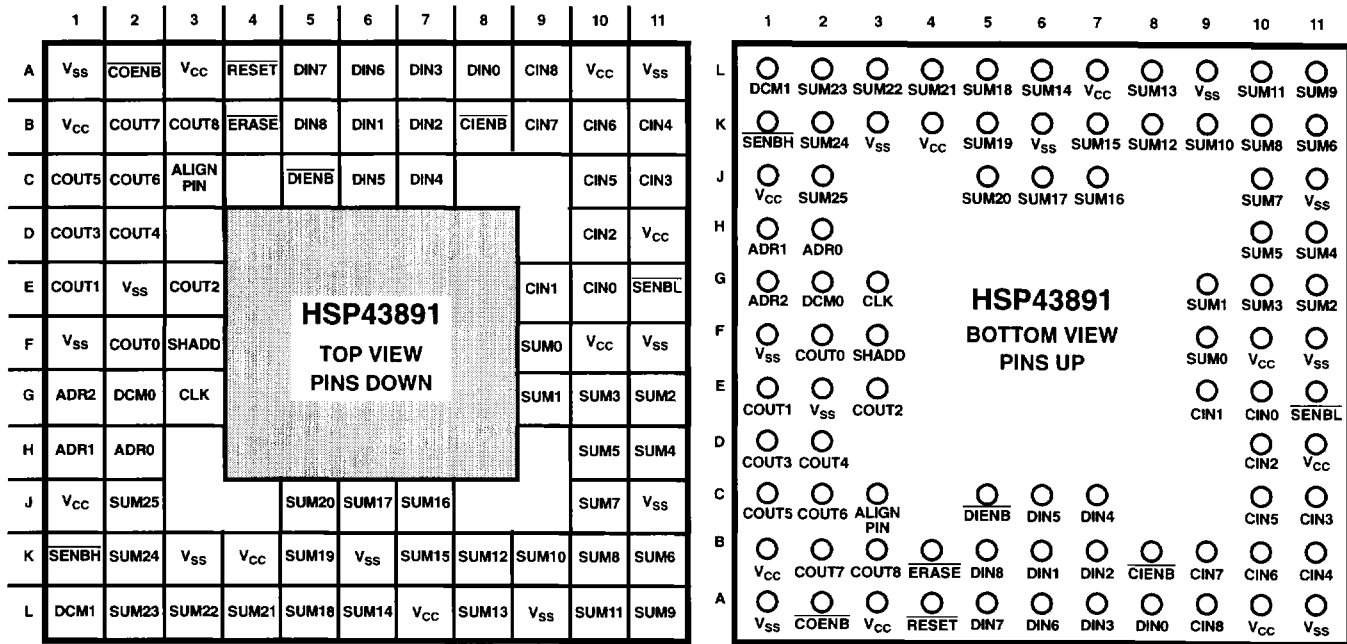 1 2 3 4 5 6 7 8 9 10 11
A VSS COENB VCC RESET DIN7 DIN6 DIN3 DIN0 CIN8 VCC VSS
B VCC COUT7 COUT8 ERASE DIN8 DIN1 DIN2 CIENB CIN7 CIN6 CIN4
C COUT5 COUT6 ALIGN PIN DIENB DIN5 DIN4 CIN5 CIN3
D COUT3 COUT4 CIN2 VCC
E COUT1 VSS COUT2 CIN1 CIN0 SENBL
F VSS COUT0 SHADD SUM0 VCC VSS
G ADR2 DCM0 CLK SUM1 SUM3 SUM2
H ADR1 ADR0 SUM5 SUM4
J VCC SUM25 SUM20 SUM17 SUM16 SUM7 VSS
K SENBH SUM24 VSS VCC SUM19 VSS SUM15 SUM12 SUM10 SUM8 SUM6
L DCM1 SUM23 SUM22 SUM21 SUM18 SUM14 VCC SUM13 VSS SUM11 SUM9
HSP43891
TOP VIEW
PINS DOWN
1 2 3 4 5 6 7 8 9 10 11
L DCM1 SUM23 SUM22 SUM21 SUM18 SUM14 VCC SUM13 VSS SUM11 SUM9
K SENBH SUM24 VSS VCC SUM19 VSS SUM15 SUM12 SUM10 SUM8 SUM6
J VCC SUM25 SUM20 SUM17 SUM16 SUM7 VSS
H ADR1 ADR0 SUM5 SUM4
G ADR2 DCM0 CLK SUM1 SUM3 SUM2
F VSS COUT0 SHADD SUM0 VCC VSS
E COUT1 VSS COUT2 CIN1 CIN0 SENBL
D COUT3 COUT4 CIN2 VCC
C COUT5 COUT6 ALIGN PIN DIENB DIN5 DIN4 CIN5 CIN3
B VCC COUT7 COUT8 ERASE DIN8 DIN1 DIN2 CIENB CIN7 CIN6 CIN4
A VSS COENB VCC RESET DIN7 DIN6 DIN3 DIN0 CIN8 VCC VSS
HSP43891
BOTTOM VIEW
PINS UP